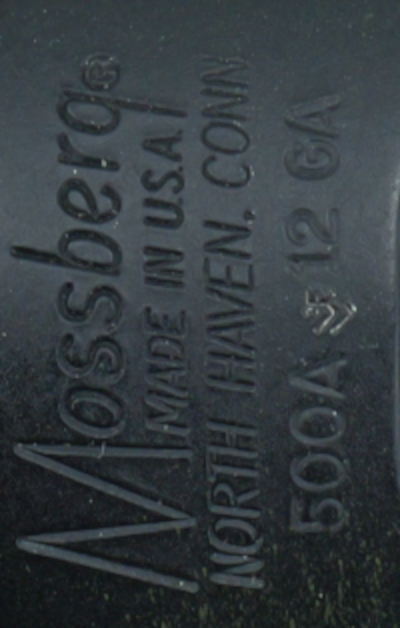 Mossberg®
MADE IN U.S.A
NORTH HAVEN, CONN
500A 12 GA